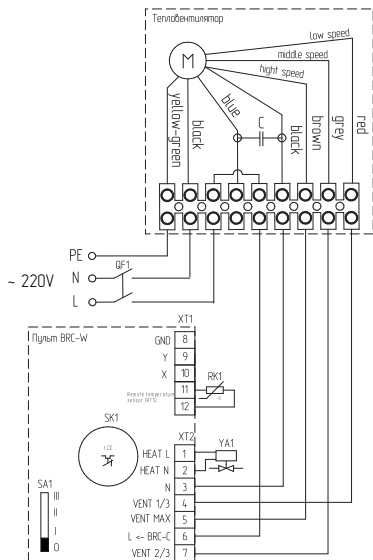 Тепловентилятор
low speed
middle speed
hight speed
M
yellow-green
black
blue
C
black
brown
grey
red
PE
~ 220V
N
QF1
L
XT1
Пульт BRC-W
GND 8
Y 9
X 10
Remote temperature
sensor (RTS)
11
RK1
12
SK1
XT2
HEAT L 1
YA1
HEAT N 2
N 3
SA1
III
II
I
0
VENT 1/3 4
VENT MAX 5
L <- BRC-C 6
VENT 2/3 7